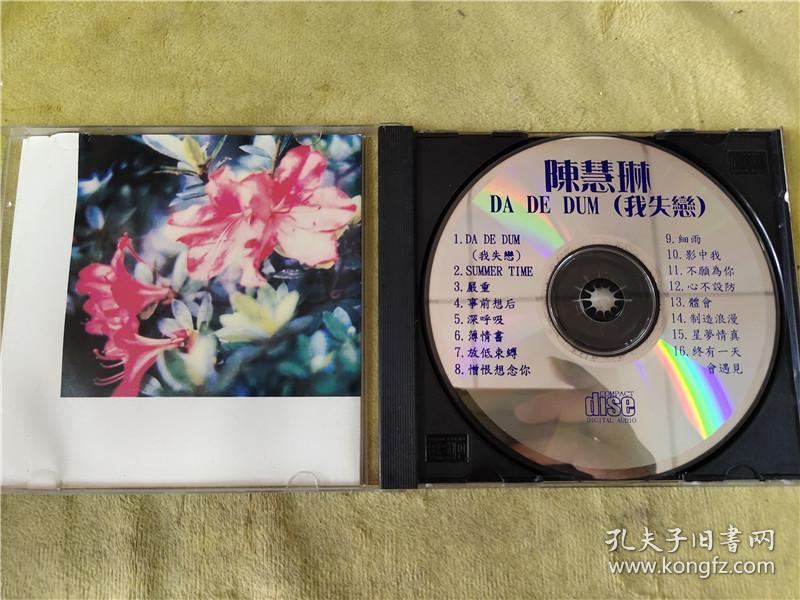 陳慧琳
DA DE DUM (我失戀)
1.DA DE DUM
(我失戀)
2.SUMMER TIME
3.嚴重
4.事前想后
5.深呼吸
6.薄情書
7.放低束縛
8.憎恨想念你
9.細雨
10.影中我
11.不願為你
12.心不設防
13.體會
14.制造浪漫
15.星夢情真
16.終有一天
會遇見
COMPACT
disc
DIGITAL AUDIO
孔夫子旧书网
www.kongfz.com